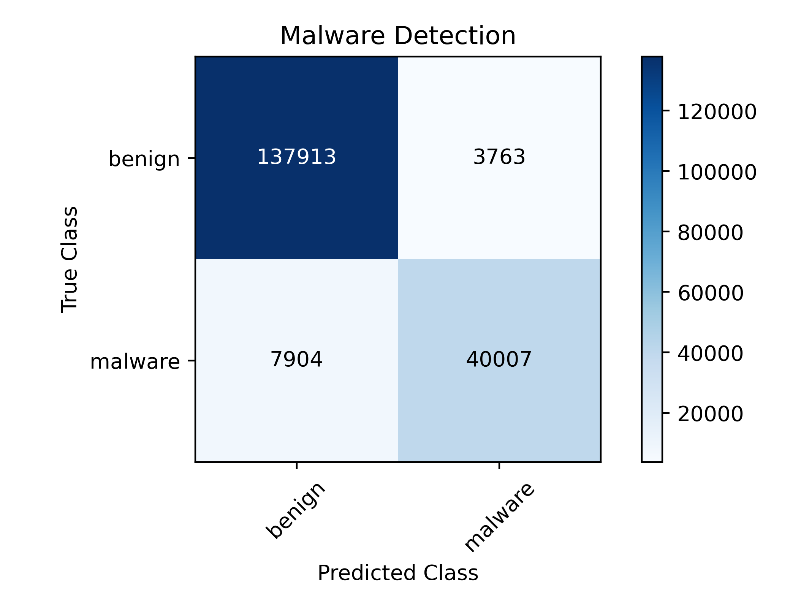 Malware Detection
benign
137913
3763
malware
7904
40007
benign
malware
True Class
Predicted Class
120000
100000
80000
60000
40000
20000